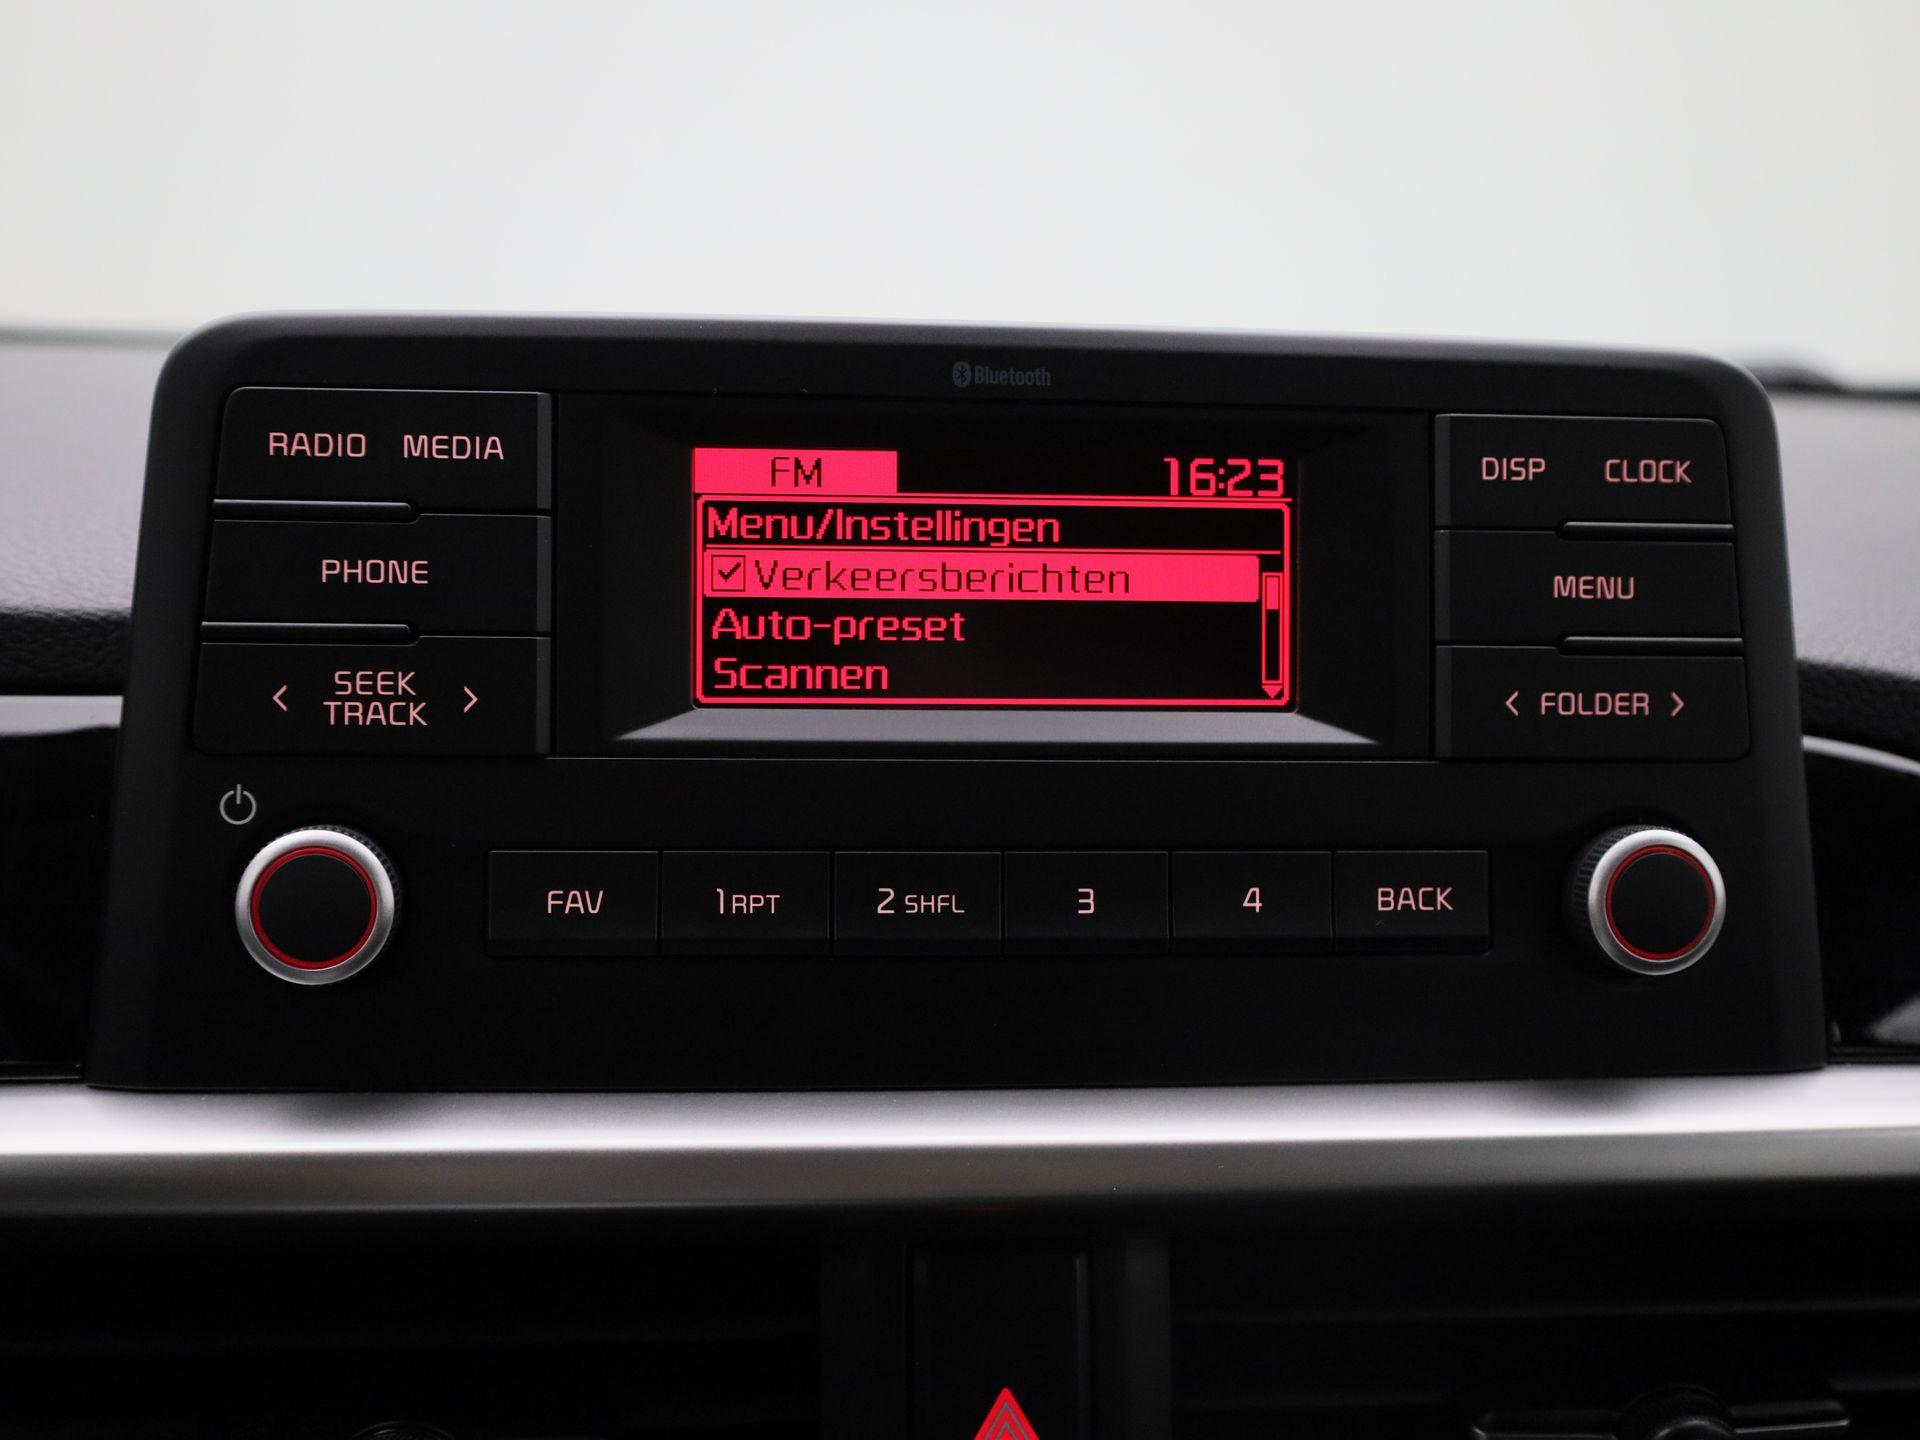 Bluetooth
RADIO MEDIA
PHONE
< SEEK TRACK >
FM 16:23
Menu/Instellingen
Verkeersberichten
Auto-preset
Scannen
DISP CLOCK
MENU
< FOLDER >
FAV 1 RPT 2 SHFL 3 4 BACK